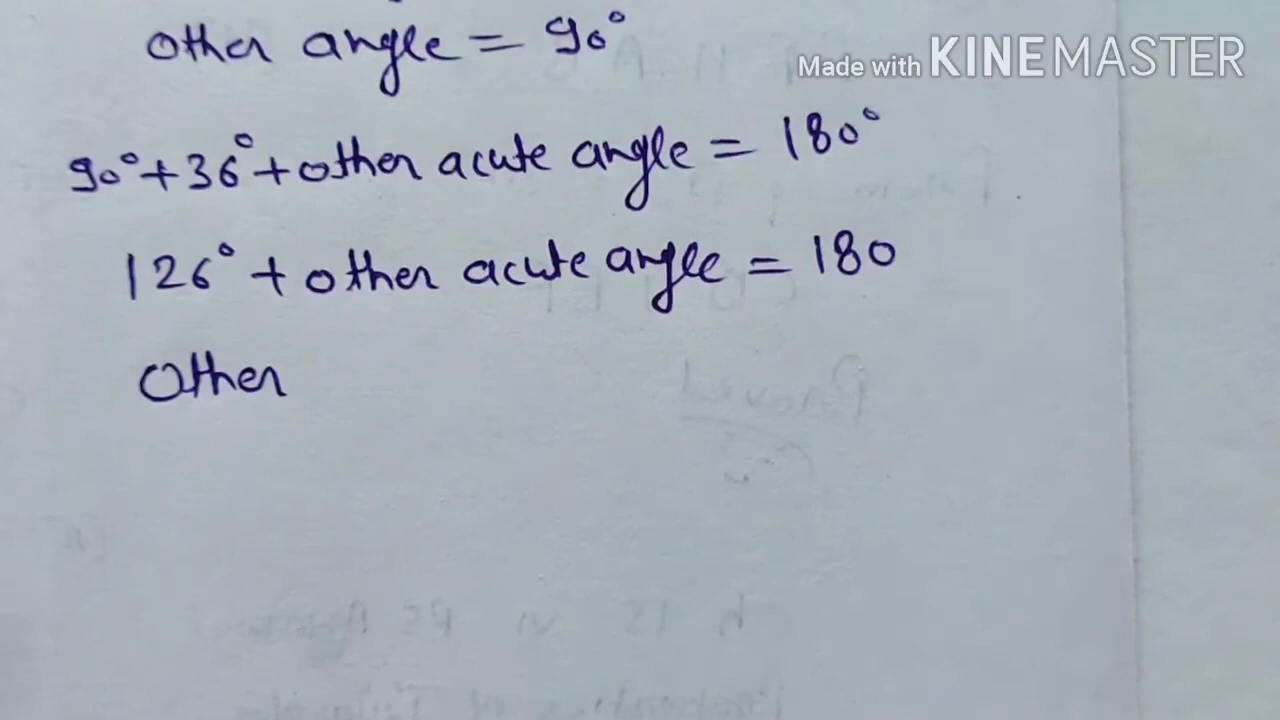 Other angle = 90°
Made with KINEMASTER
90° + 36° + other acute angle = 180°
126° + other acute angle = 180
Other